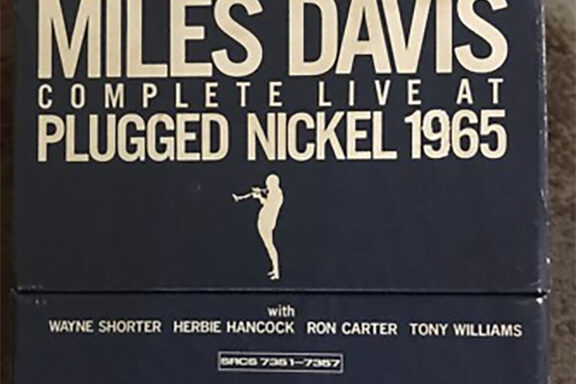 MILES DAVIS
COMPLETE LIVE AT
PLUGGED NICKEL 1965
with
WAYNE SHORTER HERBIE HANCOCK RON CARTER TONY WILLIAMS
SRCS 7351-7357